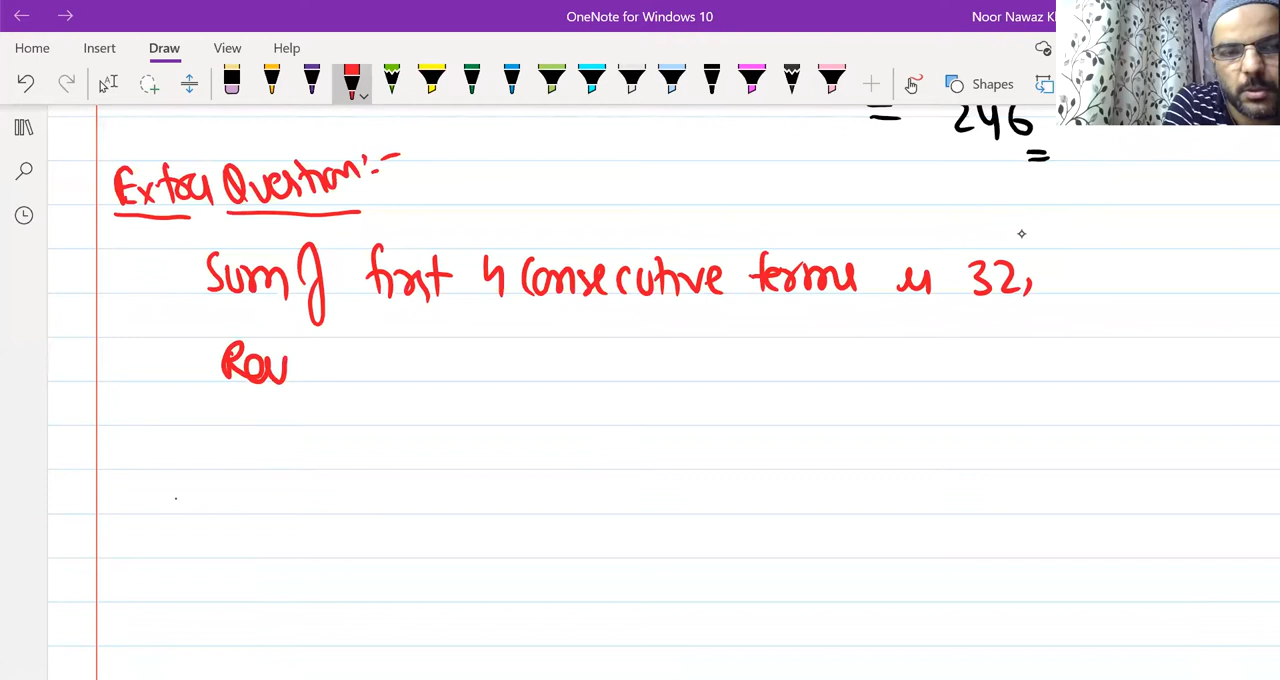 OneNote for Windows 10
Noor Nawaz Kh
Home Insert Draw View Help
Shapes
= 246
=
Extra Question:-
Sum of first 4 consecutive terms is 32,